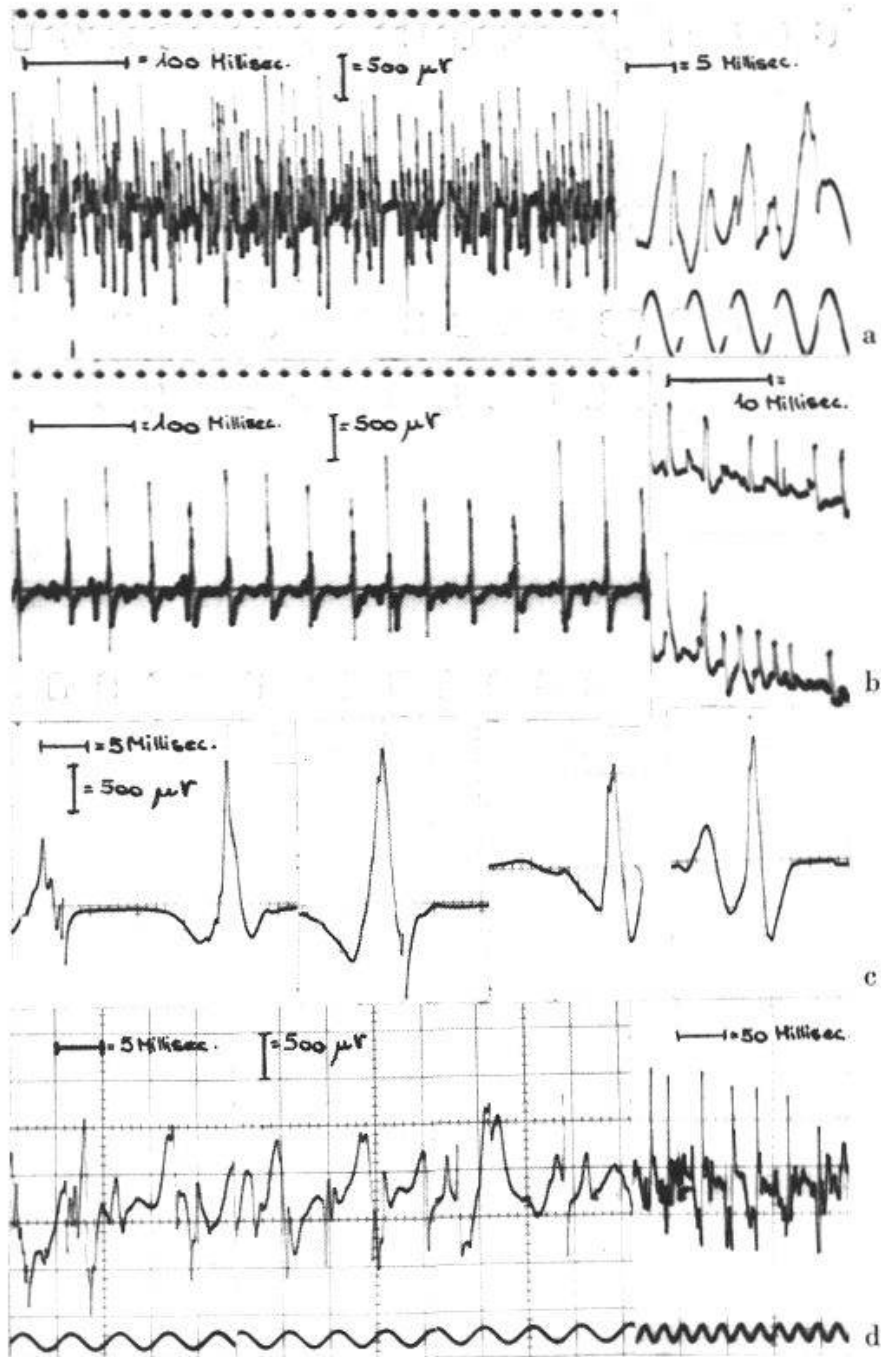 = 100 Millisec.
= 500 µV
= 5 Millisec.
a
= 100 Millisec.
= 500 µV
=
10 Millisec.
b
= 5 Millisec.
= 500 µV
c
= 5 Millisec.
= 500 µV
= 50 Millisec.
d